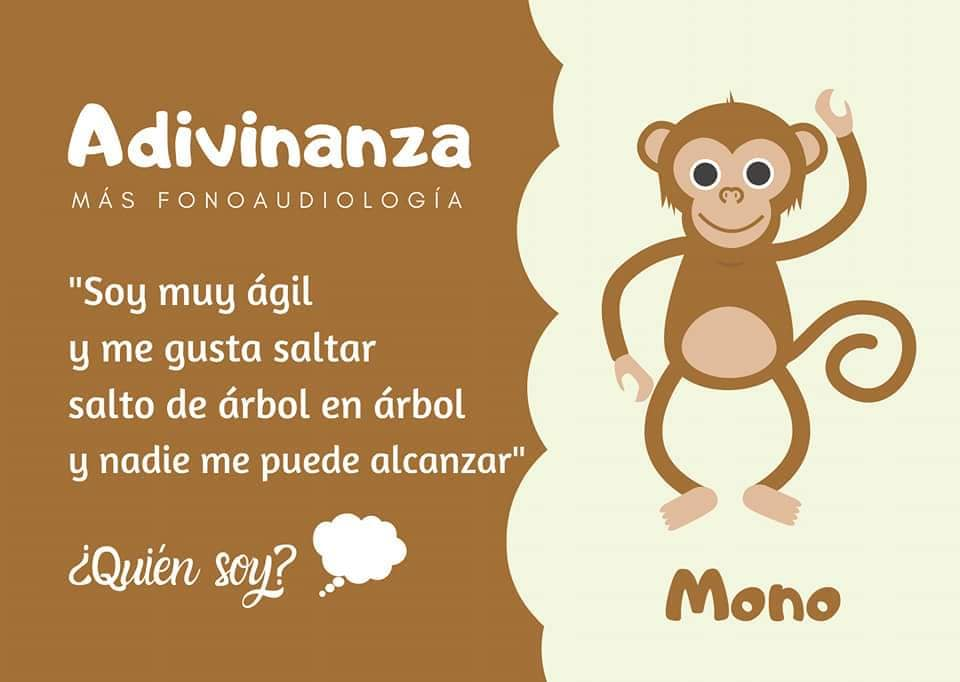 Adivinanza
MÁS FONOAUDIOLOGÍA
"Soy muy ágil
y me gusta saltar
salto de árbol en árbol
y nadie me puede alcanzar"
¿Quién soy?
Mono